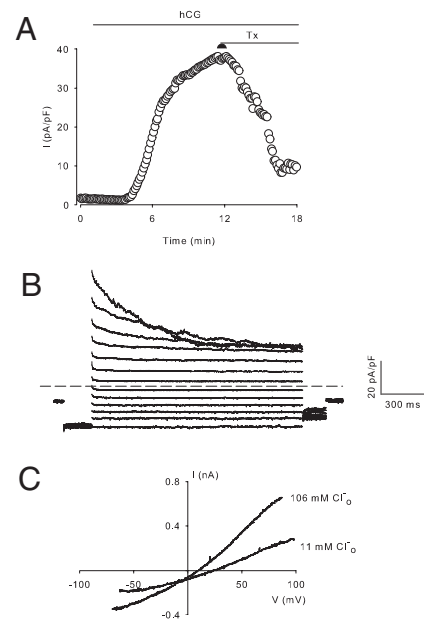 A
hCG
Tx
I (pA/pF)
40
30
20
10
0
0 6 12 18
Time (min)
B
20 pA/pF
300 ms
C
I (nA)
0.8
106 mM Cl⁻o
0.4
11 mM Cl⁻o
-100 -50 0 50 100
V (mV)
-0.4